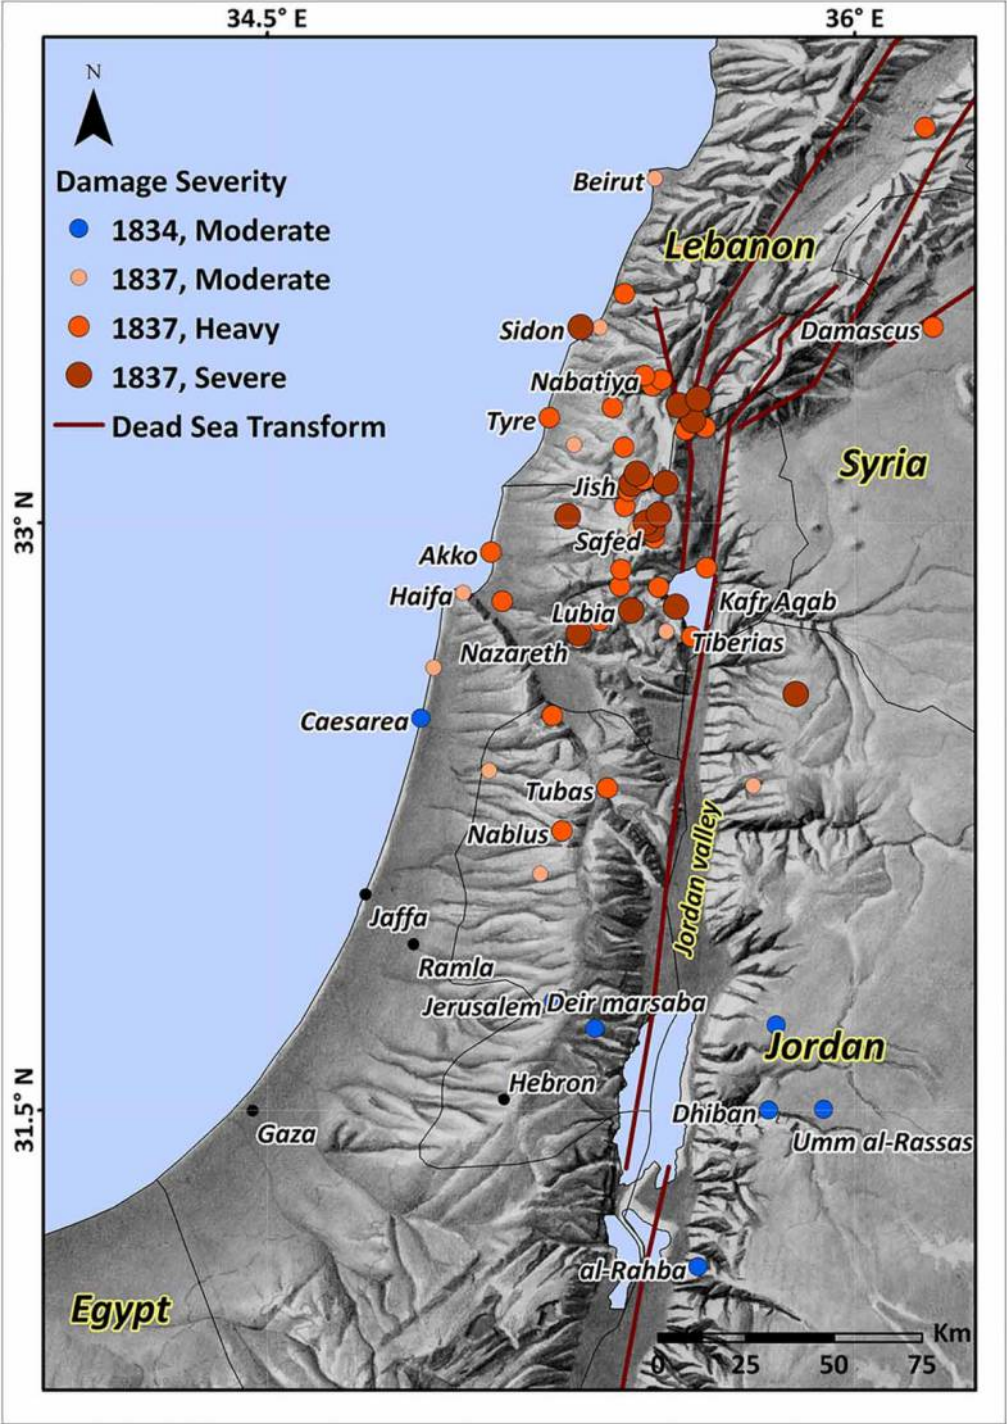 34.5° E
36° E
N
Damage Severity
1834, Moderate
1837, Moderate
1837, Heavy
1837, Severe
Dead Sea Transform
Beirut
Lebanon
Sidon
Damascus
Nabatiya
Tyre
Syria
Jish
33° N
Safed
Akko
Haifa
Kafr Aqab
Lubia
Tiberias
Nazareth
Caesarea
Tubas
Nablus
Jordan valley
Jaffa
Ramla
Jerusalem
Deir marsaba
Jordan
Hebron
31.5° N
Dhiban
Gaza
Umm al-Rassas
al-Rahba
Egypt
Km
0 25 50 75